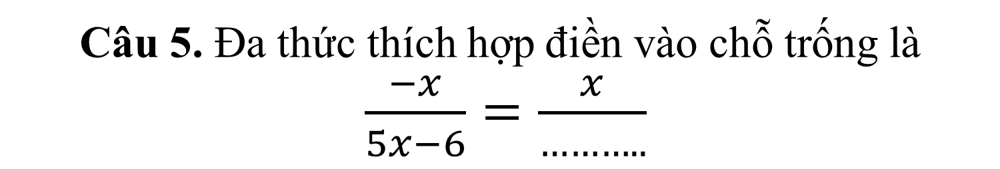 Câu 5. Đa thức thích hợp điền vào chỗ trống là
−x/5x−6 = x/...........